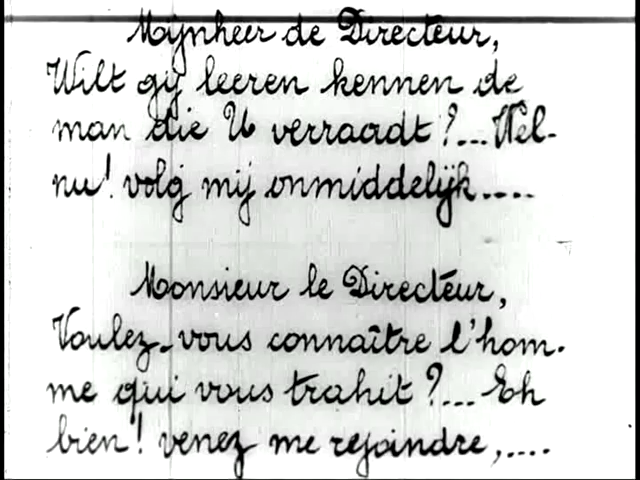 Mijnheer de Directeur,
Wilt gij leeren kennen de
man die U verraadt?... Wel-
nu! volg mij onmiddelijk.....
Monsieur le Directeur,
Voulez-vous connaître l'hom-
me qui vous trahit?... Eh
bien! venez me rejoindre,....